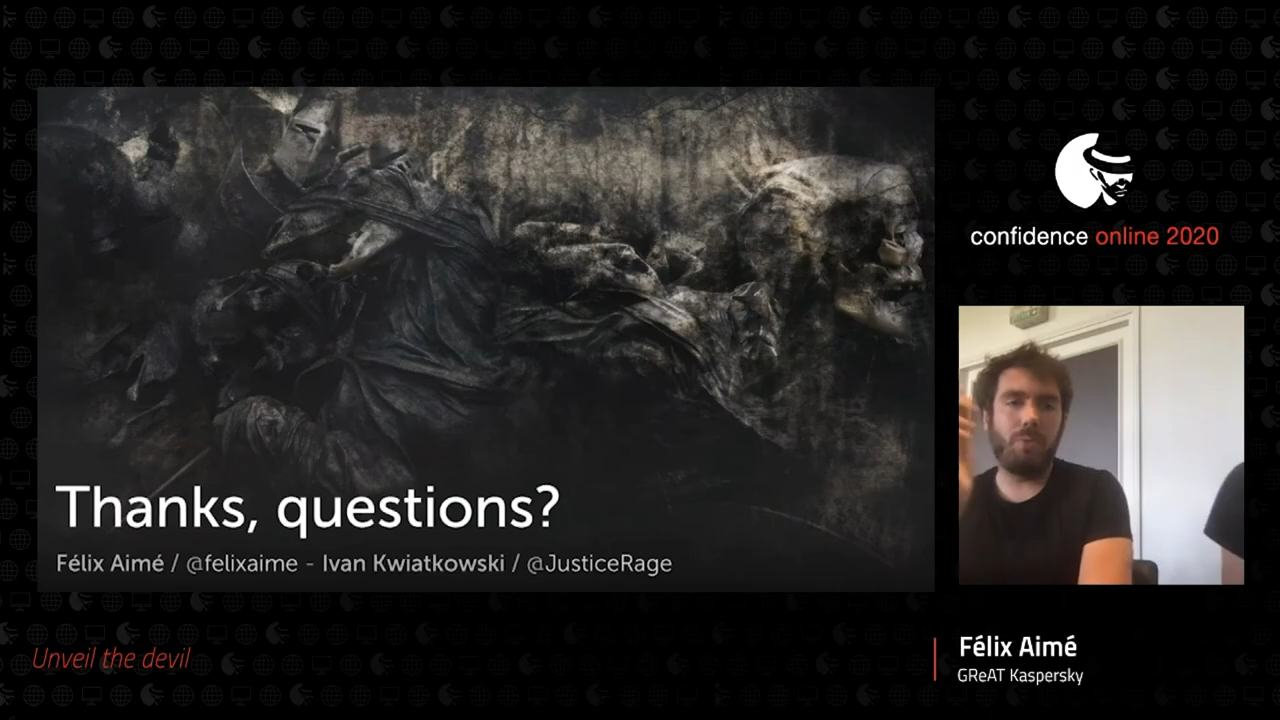 confidence online 2020
Thanks, questions?
Félix Aimé / @felixaime - Ivan Kwiatkowski / @JusticeRage
Unveil the devil
Félix Aimé
GReAT Kaspersky